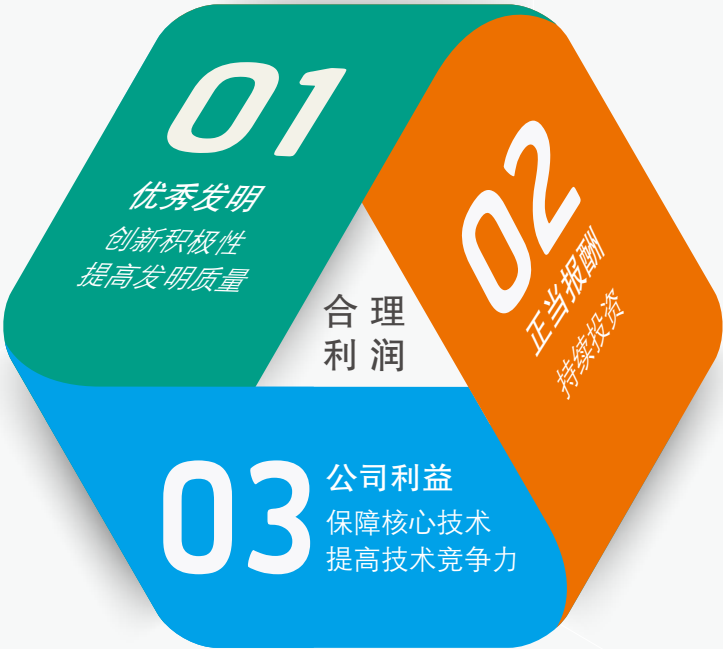 01
优秀发明
创新积极性
提高发明质量
02
正当报酬
持续投资
合理
利润
03
公司利益
保障核心技术
提高技术竞争力